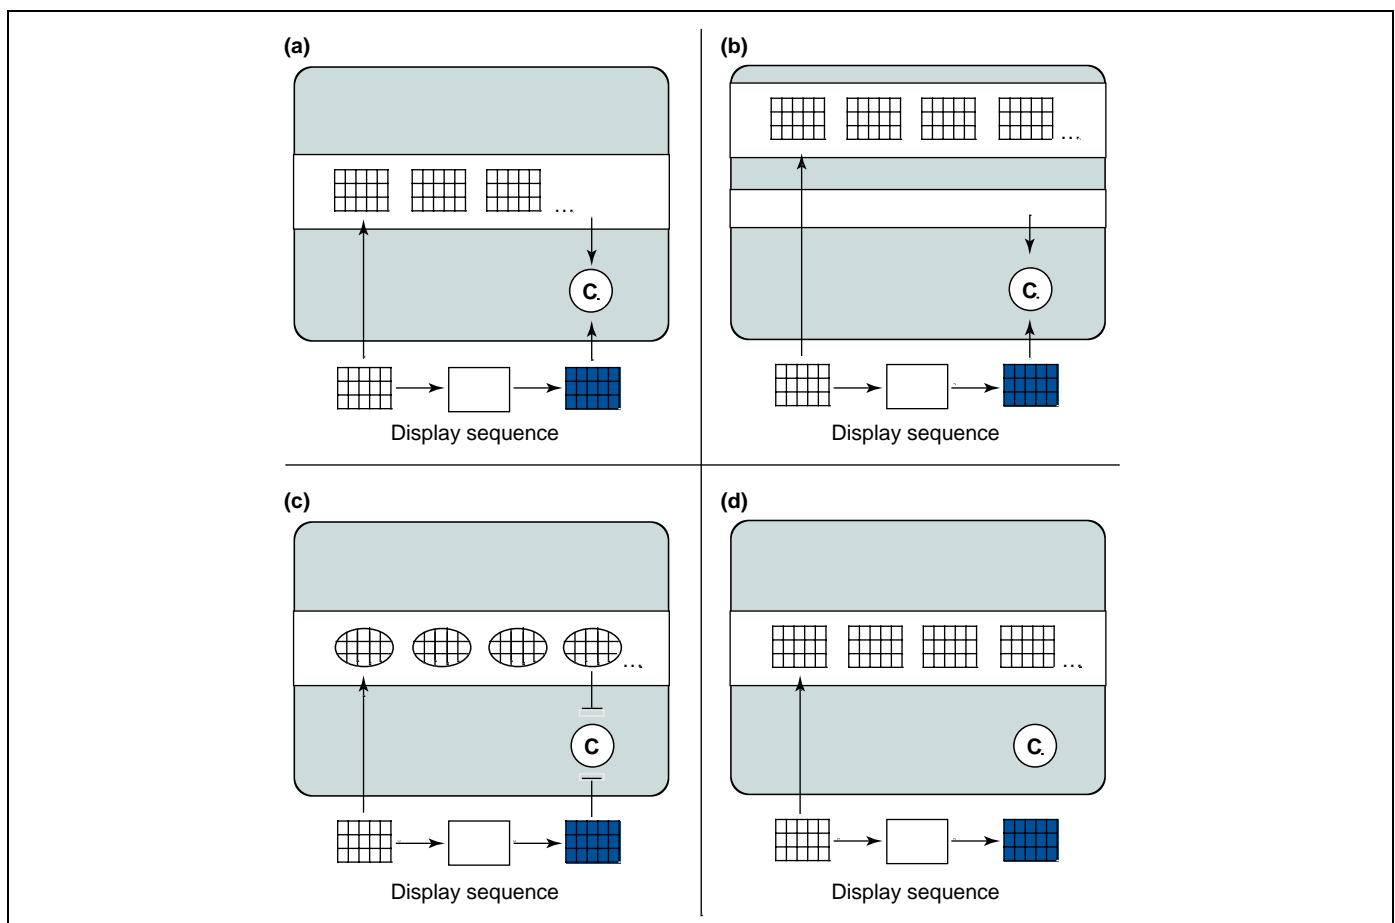 (a)
...
C
Display sequence
(b)
...
C
Display sequence
(c)
...
C
Display sequence
(d)
...
C
Display sequence